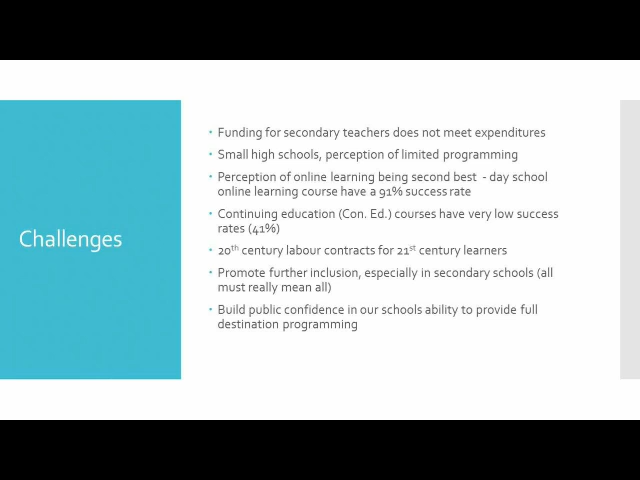 Challenges
• Funding for secondary teachers does not meet expenditures
• Small high schools, perception of limited programming
• Perception of online learning being second best - day school
online learning course have a 91% success rate
• Continuing education (Con. Ed.) courses have very low success
rates (41%)
• 20th century labour contracts for 21st century learners
• Promote further inclusion, especially in secondary schools (all
must really mean all)
• Build public confidence in our schools ability to provide full
destination programming